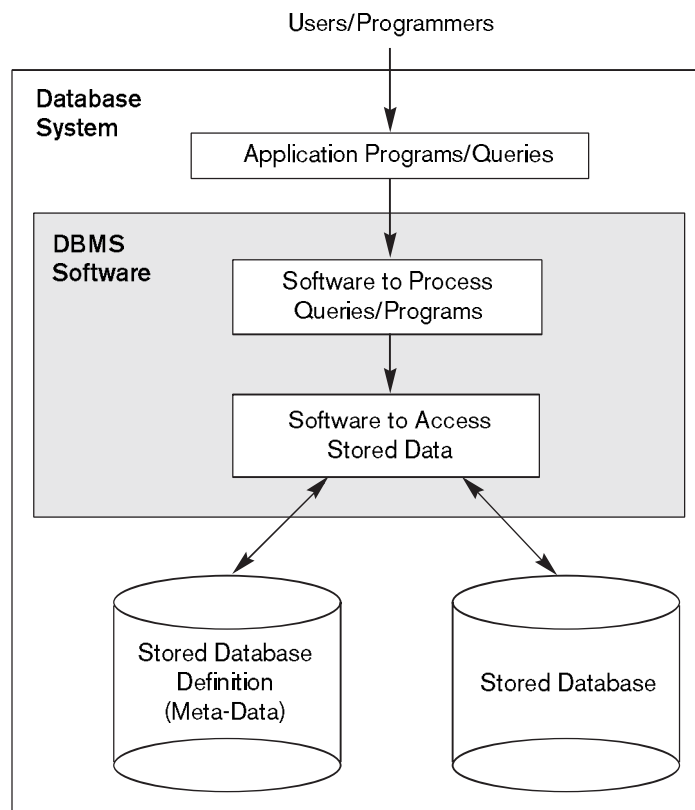 Users/Programmers
Database
System
Application Programs/Queries
DBMS
Software
Software to Process
Queries/Programs
Software to Access
Stored Data
Stored Database
Definition
(Meta-Data)
Stored Database